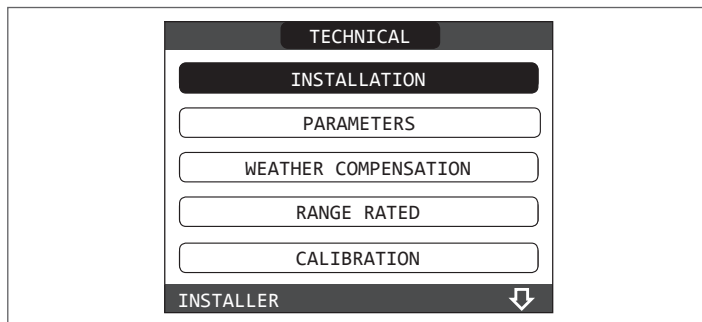 TECHNICAL
INSTALLATION
PARAMETERS
WEATHER COMPENSATION
RANGE RATED
CALIBRATION
INSTALLER